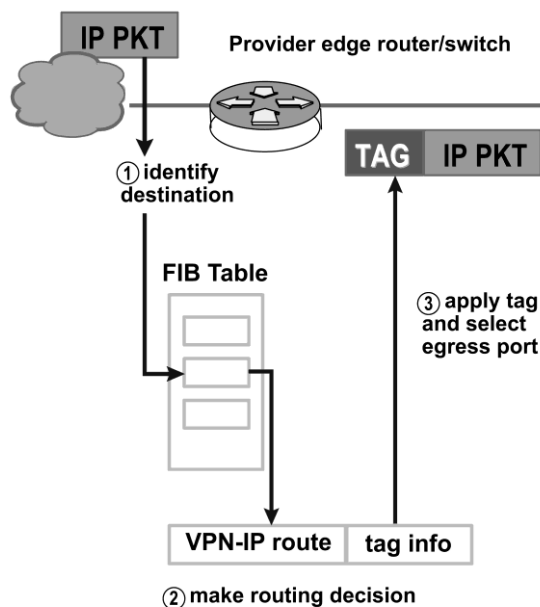 IP PKT
Provider edge router/switch
TAG IP PKT
① identify
destination
FIB Table
③ apply tag
and select
egress port
VPN-IP route tag info
② make routing decision